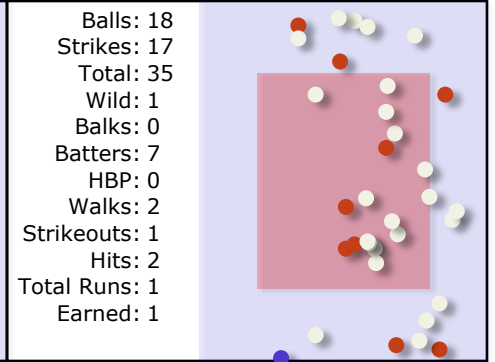 Balls: 18
Strikes: 17
Total: 35
Wild: 1
Balks: 0
Batters: 7
HBP: 0
Walks: 2
Strikeouts: 1
Hits: 2
Total Runs: 1
Earned: 1